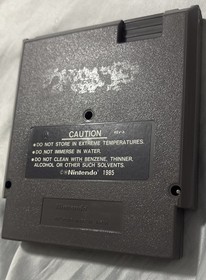 CAUTION
•DO NOT STORE IN EXTREME TEMPERATURES.
•DO NOT IMMERSE IN WATER.
•DO NOT CLEAN WITH BENZENE, THINNER,
ALCOHOL OR OTHER SUCH SOLVENTS.
©®Nintendo® 1985